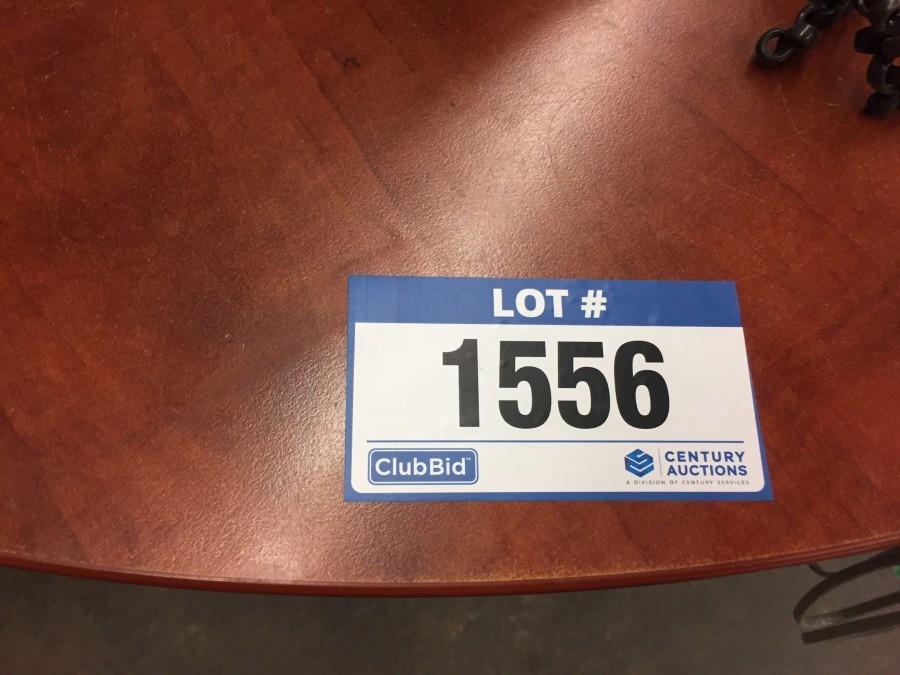 LOT #
1556
ClubBid™
CENTURY
AUCTIONS
A DIVISION OF CENTURY SERVICES